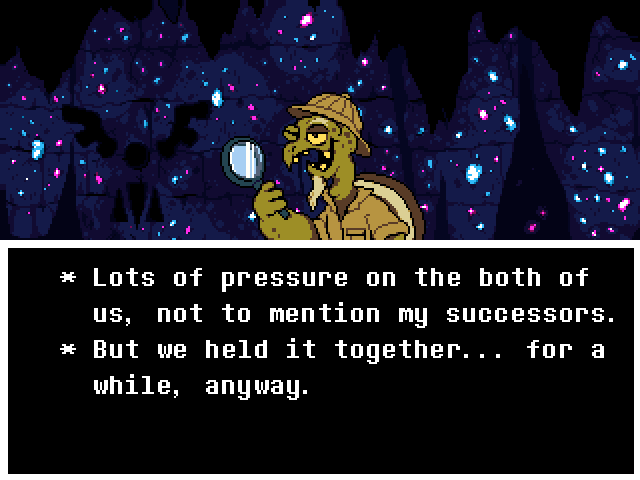 * Lots of pressure on the both of
us, not to mention my successors.
* But we held it together... for a
while, anyway.